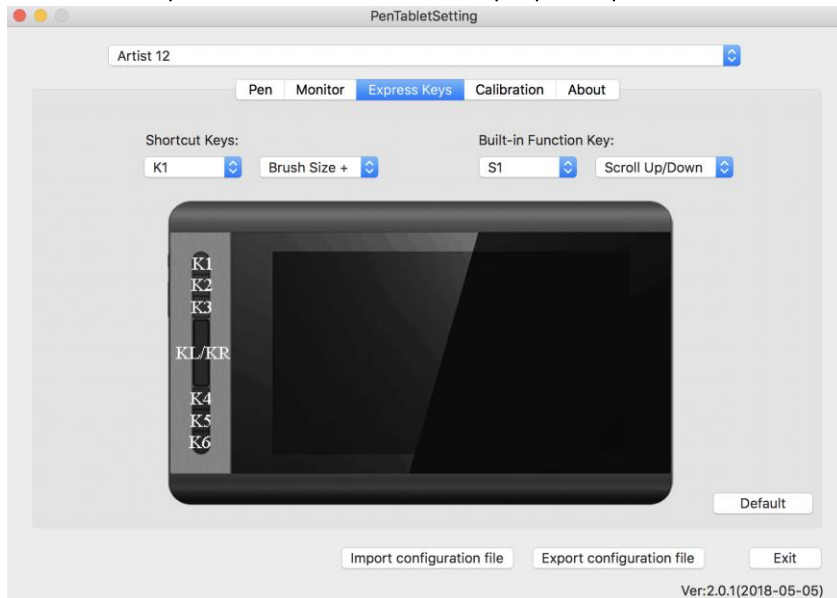 PenTabletSetting
Artist 12
Pen Monitor Express Keys Calibration About
Shortcut Keys: Built-in Function Key:
K1 Brush Size + S1 Scroll Up/Down
K1
K2
K3
KL/KR
K4
K5
K6
Default
Import configuration file Export configuration file Exit
Ver:2.0.1(2018-05-05)